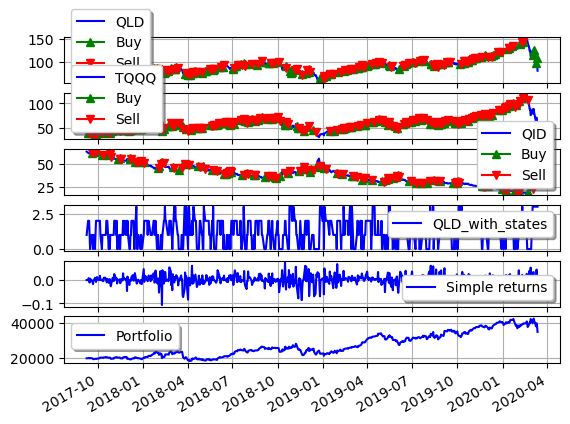 QLD
Buy
Sell
150
100
TQQQ
Buy
Sell
100
50
QID
Buy
Sell
50
25
QLD_with_states
2.5
0.0
Simple returns
0.0
−0.1
Portfolio
40000
20000
2017-10 2018-01 2018-04 2018-07 2018-10 2019-01 2019-04 2019-07 2019-10 2020-01 2020-04